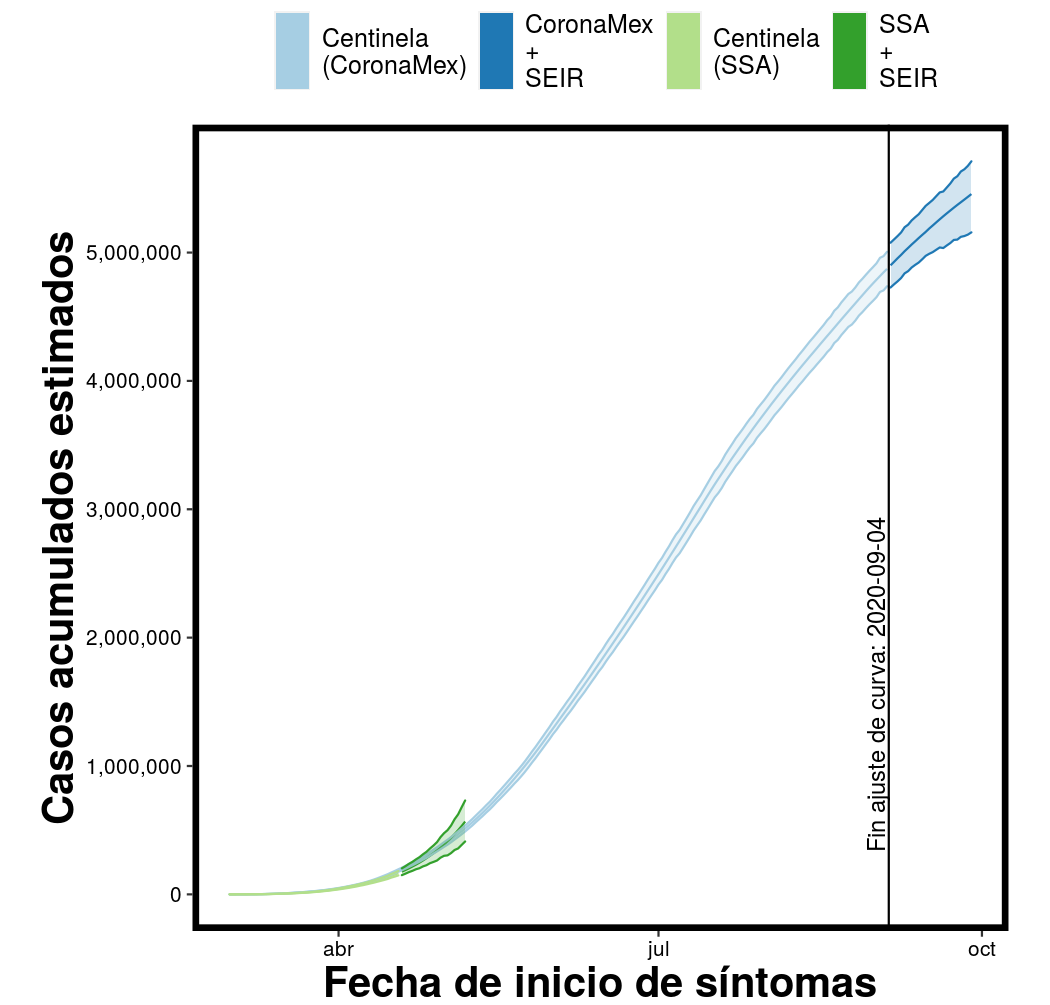 Centinela
(CoronaMex)
CoronaMex
+
SEIR
Centinela
(SSA)
SSA
+
SEIR
Casos acumulados estimados
5,000,000
4,000,000
3,000,000
2,000,000
1,000,000
0
Fin ajuste de curva: 2020-09-04
abr
jul
oct
Fecha de inicio de síntomas